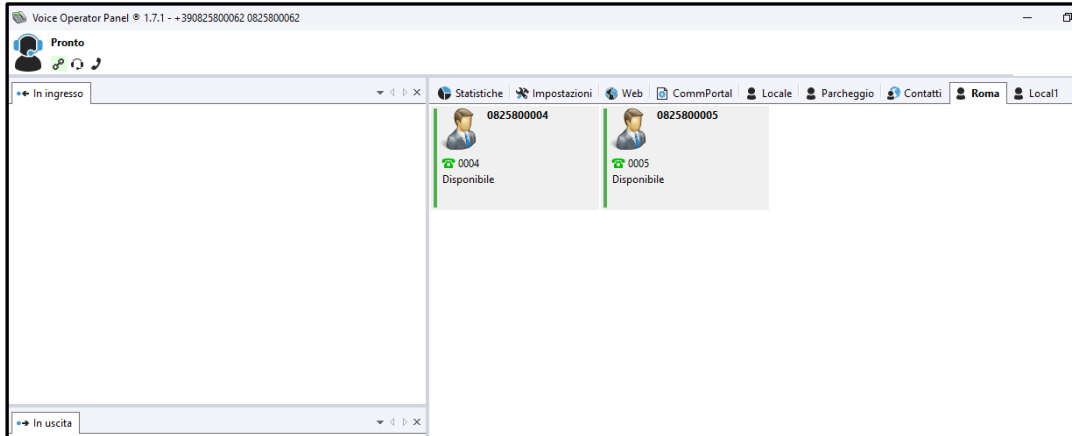 Voice Operator Panel ® 1.7.1 - +390825800062 0825800062
Pronto
In ingresso
Statistiche Impostazioni Web CommPortal Locale Parcheggio Contatti Roma Local1
0825800004 0825800005
0004 0005
Disponibile Disponibile
In uscita